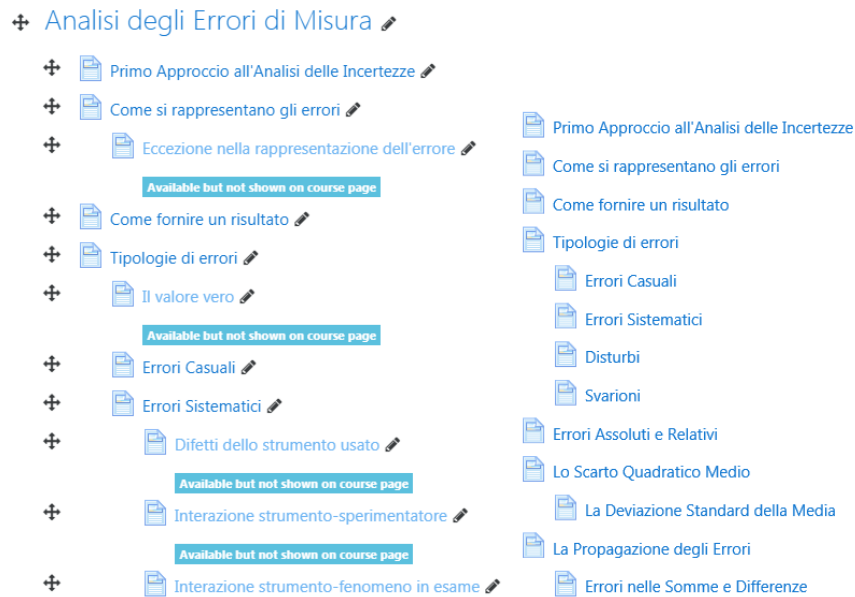 Analisi degli Errori di Misura
Primo Approccio all'Analisi delle Incertezze
Come si rappresentano gli errori
Eccezione nella rappresentazione dell'errore
Available but not shown on course page
Come fornire un risultato
Tipologie di errori
Il valore vero
Available but not shown on course page
Errori Casuali
Errori Sistematici
Difetti dello strumento usato
Available but not shown on course page
Interazione strumento-sperimentatore
Available but not shown on course page
Interazione strumento-fenomeno in esame
Primo Approccio all'Analisi delle Incertezze
Come si rappresentano gli errori
Come fornire un risultato
Tipologie di errori
Errori Casuali
Errori Sistematici
Disturbi
Svarioni
Errori Assoluti e Relativi
Lo Scarto Quadratico Medio
La Deviazione Standard della Media
La Propagazione degli Errori
Errori nelle Somme e Differenze